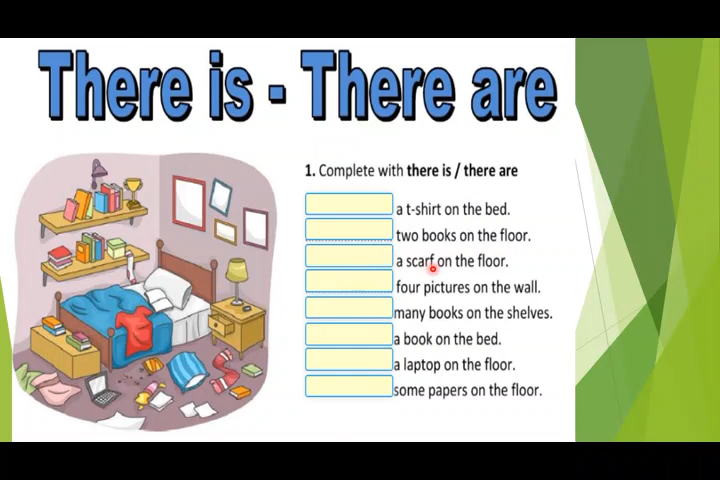 There is - There are
1. Complete with there is / there are
a t-shirt on the bed.
two books on the floor.
a scarf on the floor.
four pictures on the wall.
many books on the shelves.
a book on the bed.
a laptop on the floor.
some papers on the floor.